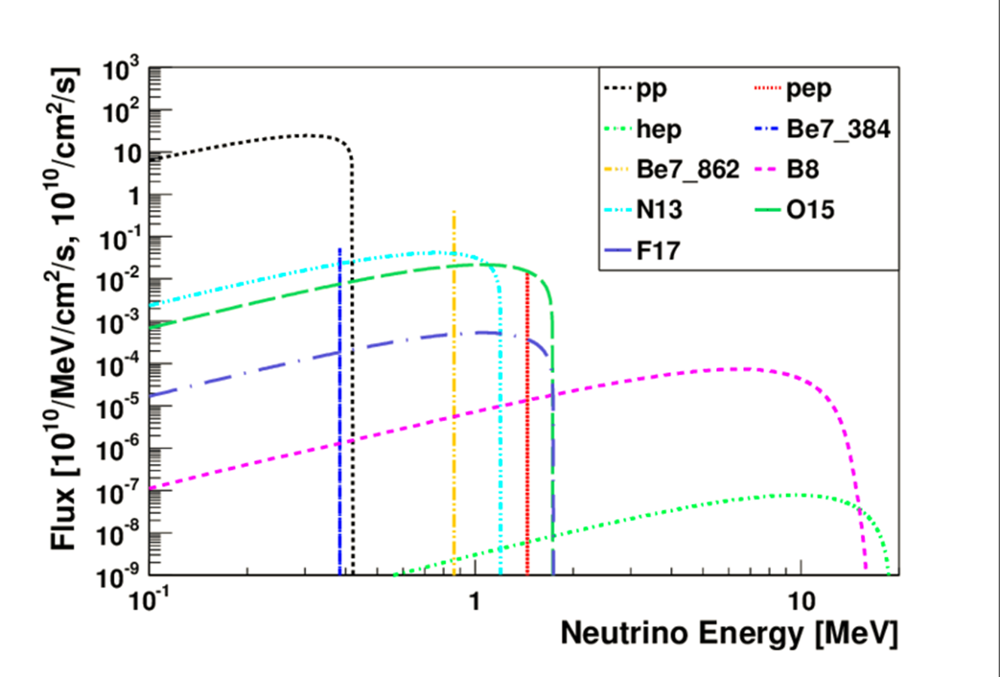 Flux [10¹⁰/MeV/cm²/s, 10¹⁰/cm²/s]
10³
10²
10
1
10⁻¹
10⁻²
10⁻³
10⁻⁴
10⁻⁵
10⁻⁶
10⁻⁷
10⁻⁸
10⁻⁹
pp pep
hep Be7_384
Be7_862 B8
N13 O15
F17
10⁻¹ 1 10
Neutrino Energy [MeV]